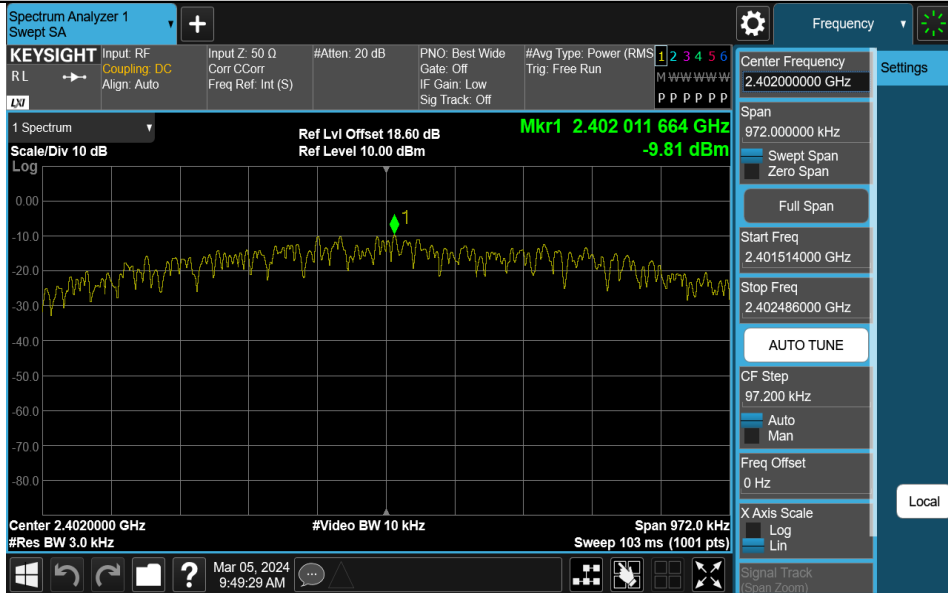 Spectrum Analyzer 1
Swept SA
+
Frequency
KEYSIGHT
R L
LXI
Input: RF
Coupling: DC
Align: Auto
Input Z: 50 Ω
Corr CCorr
Freq Ref: Int (S)
#Atten: 20 dB
PNO: Best Wide
Gate: Off
IF Gain: Low
Sig Track: Off
#Avg Type: Power (RMS
Trig: Free Run
1 2 3 4 5 6
M W W W W W
P P P P P P
1 Spectrum
Scale/Div 10 dB
Log
Ref Lvl Offset 18.60 dB
Ref Level 10.00 dBm
Mkr1 2.402 011 664 GHz
-9.81 dBm
1
0.00
-10.0
-20.0
-30.0
-40.0
-50.0
-60.0
-70.0
-80.0
Center 2.4020000 GHz
#Res BW 3.0 kHz
#Video BW 10 kHz
Span 972.0 kHz
Sweep 103 ms (1001 pts)
?
Mar 05, 2024
9:49:29 AM
Center Frequency
2.402000000 GHz
Span
972.000000 kHz
Swept Span
Zero Span
Full Span
Start Freq
2.401514000 GHz
Stop Freq
2.402486000 GHz
AUTO TUNE
CF Step
97.200 kHz
Auto
Man
Freq Offset
0 Hz
X Axis Scale
Log
Lin
Signal Track
(Span Zoom)
Settings
Local